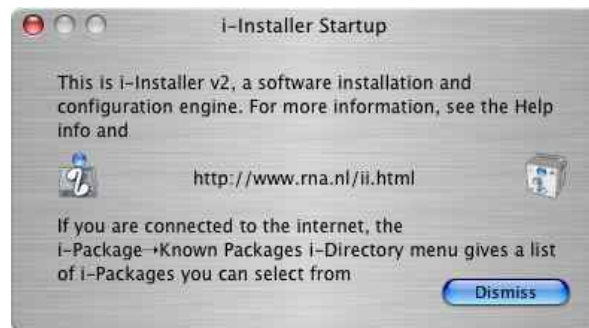 i-Installer Startup
This is i-Installer v2, a software installation and
configuration engine. For more information, see the Help
info and
http://www.rna.nl/ii.html
If you are connected to the internet, the
i-Package→Known Packages i-Directory menu gives a list
of i-Packages you can select from
Dismiss